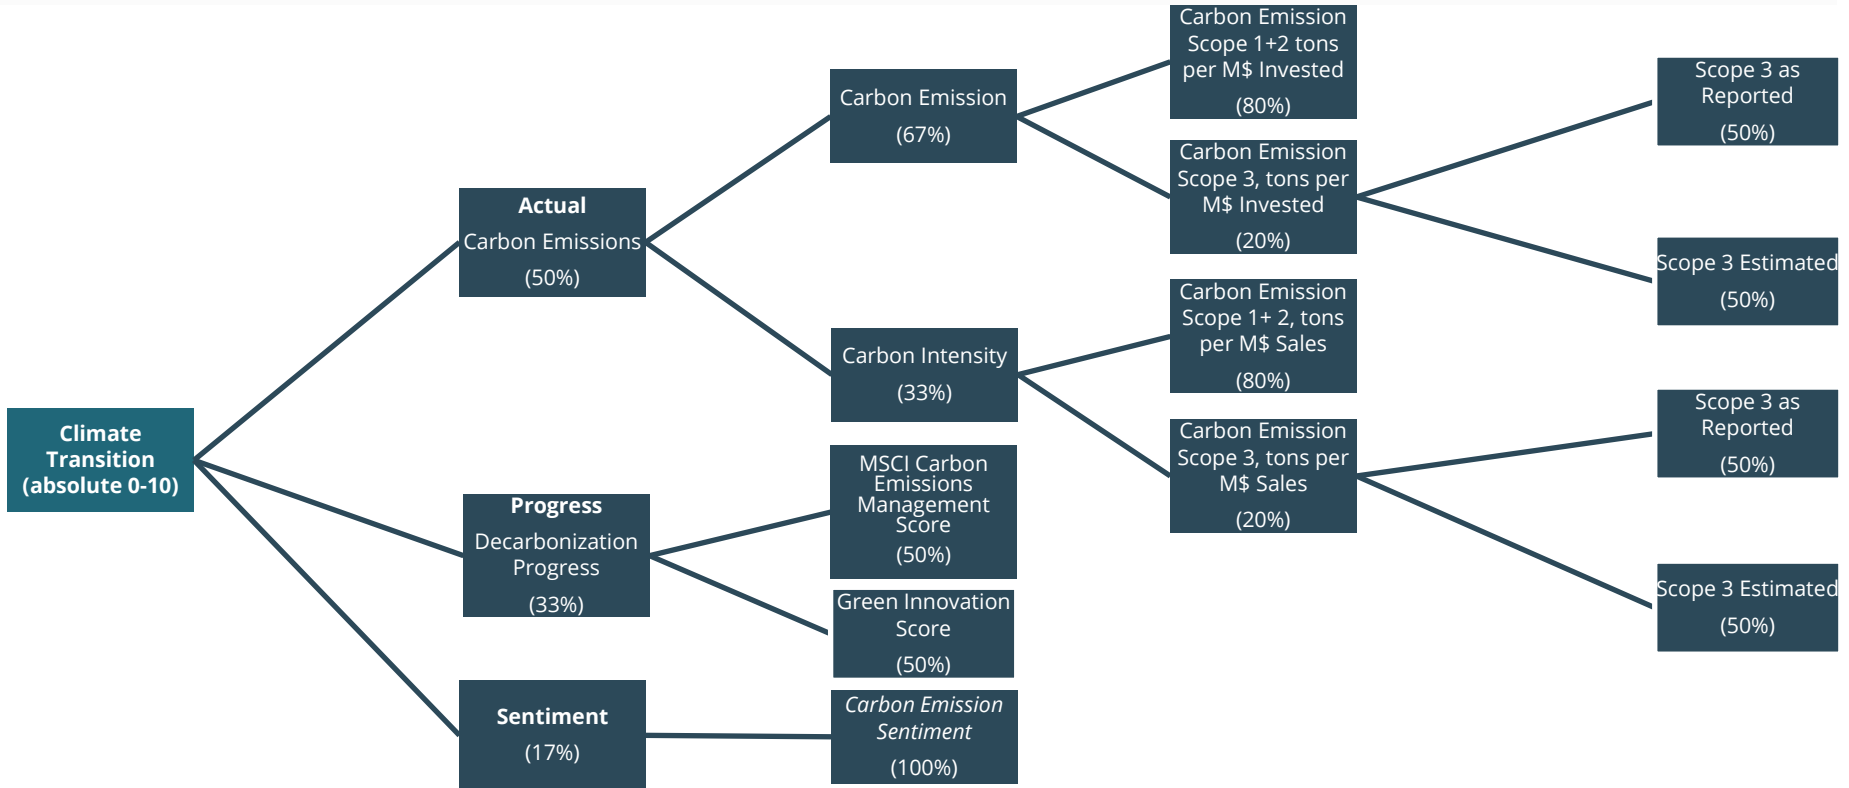 Climate
Transition
(absolute 0-10)
Actual
Carbon Emissions
(50%)
Progress
Decarbonization
Progress
(33%)
Sentiment
(17%)
Carbon Emission
(67%)
Carbon Intensity
(33%)
MSCI Carbon
Emissions
Management
Score
(50%)
Green Innovation
Score
(50%)
Carbon Emission
Sentiment
(100%)
Carbon Emission
Scope 1+2 tons
per M$ Invested
(80%)
Carbon Emission
Scope 3, tons per
M$ Invested
(20%)
Carbon Emission
Scope 1+ 2, tons
per M$ Sales
(80%)
Carbon Emission
Scope 3, tons per
M$ Sales
(20%)
Scope 3 as
Reported
(50%)
Scope 3 Estimated
(50%)
Scope 3 as
Reported
(50%)
Scope 3 Estimated
(50%)